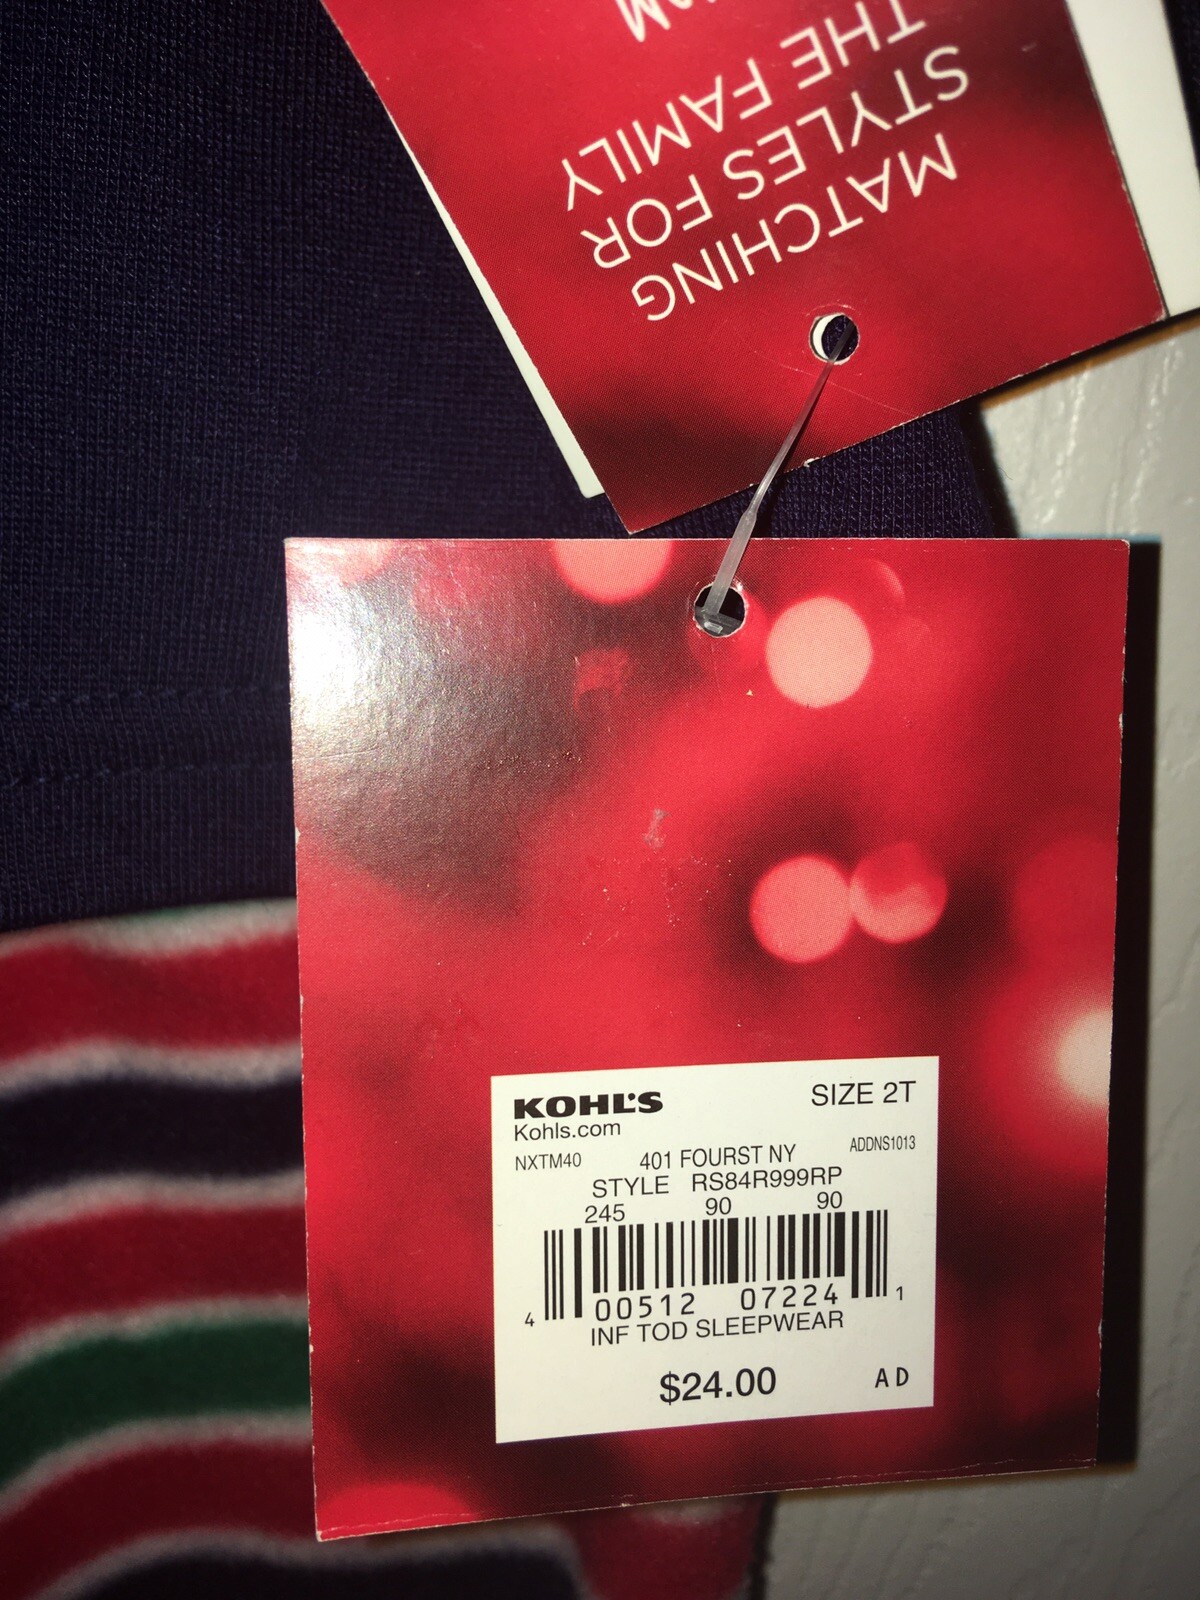 MATCHING
STYLES FOR
THE FAMILY
KOHL'S
SIZE 2T
Kohls.com
NXTM40 401 FOURST NY ADDNS1013
STYLE RS84R999RP
245 90 90
4 00512 07224 1
INF TOD SLEEPWEAR
$24.00 AD